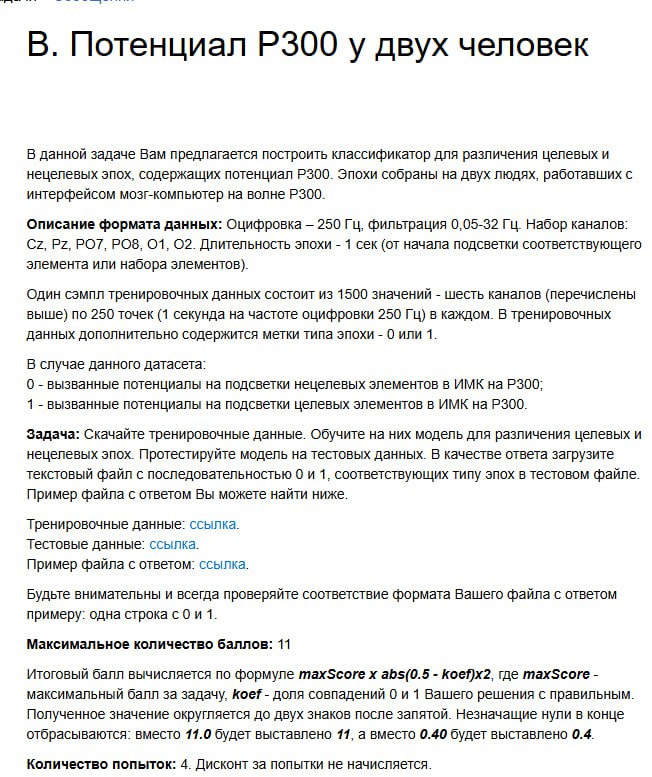 В. Потенциал P300 у двух человек
В данной задаче Вам предлагается построить классификатор для различения целевых и
нецелевых эпох, содержащих потенциал P300. Эпохи собраны на двух людях, работавших с
интерфейсом мозг-компьютер на волне P300.
Описание формата данных: Оцифровка – 250 Гц, фильтрация 0,05-32 Гц. Набор каналов:
Cz, Pz, PO7, PO8, O1, O2. Длительность эпохи - 1 сек (от начала подсветки соответствующего
элемента или набора элементов).
Один сэмпл тренировочных данных состоит из 1500 значений - шесть каналов (перечислены
выше) по 250 точек (1 секунда на частоте оцифровки 250 Гц) в каждом. В тренировочных
данных дополнительно содержится метки типа эпохи - 0 или 1.
В случае данного датасета:
0 - вызванные потенциалы на подсветки нецелевых элементов в ИМК на P300;
1 - вызванные потенциалы на подсветки целевых элементов в ИМК на P300.
Задача: Скачайте тренировочные данные. Обучите на них модель для различения целевых и
нецелевых эпох. Протестируйте модель на тестовых данных. В качестве ответа загрузите
текстовый файл с последовательностью 0 и 1, соответствующих типу эпох в тестовом файле.
Пример файла с ответом Вы можете найти ниже.
Тренировочные данные: ссылка.
Тестовые данные: ссылка.
Пример файла с ответом: ссылка.
Будьте внимательны и всегда проверяйте соответствие формата Вашего файла с ответом
примеру: одна строка с 0 и 1.
Максимальное количество баллов: 11
Итоговый балл вычисляется по формуле maxScore x abs(0.5 - koef)x2, где maxScore -
максимальный балл за задачу, koef - доля совпадений 0 и 1 Вашего решения с правильным.
Полученное значение округляется до двух знаков после запятой. Незначащие нули в конце
отбрасываются: вместо 11.0 будет выставлено 11, а вместо 0.40 будет выставлено 0.4.
Количество попыток: 4. Дисконт за попытки не начисляется.